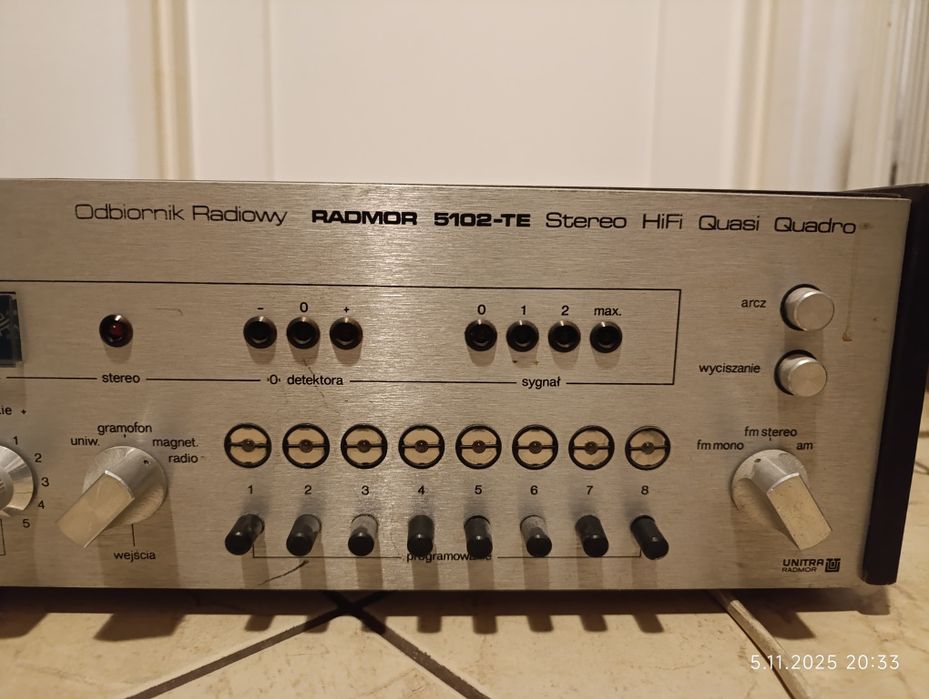 Odbiornik Radiowy RADMOR 5102-TE Stereo HiFi Quasi Quadro
arcz
- 0 +
0 1 2 max.
stereo
·0· detektora
sygnał
wyciszanie
ie +
1
2
3
4
5
gramofon
uniw. magnet.
radio
wejścia
1 2 3 4 5 6 7 8
programowanie
fm stereo
fm mono am
UNITRA
RADMOR
5.11.2025 20:33